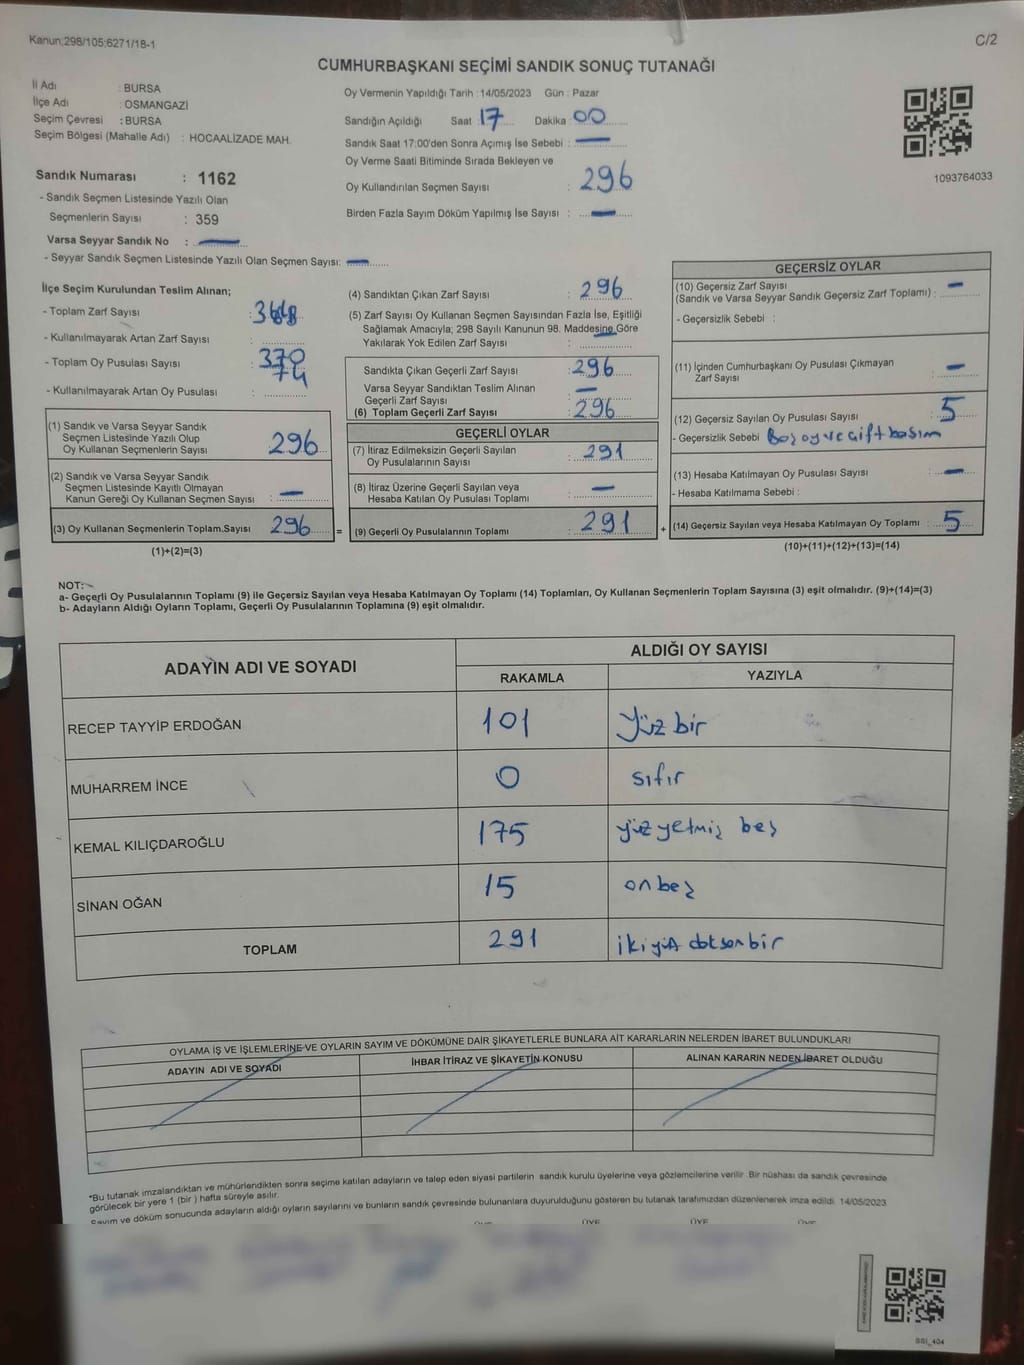 Kanun;298/105;6271/18-1
C/2
CUMHURBAŞKANI SEÇİMİ SANDIK SONUÇ TUTANAĞI
İl Adı : BURSA
İlçe Adı : OSMANGAZİ
Seçim Çevresi : BURSA
Seçim Bölgesi (Mahalle Adı) : HOCAALİZADE MAH.
Oy Vermenin Yapıldığı Tarih : 14/05/2023 Gün : Pazar
Sandığın Açıldığı Saat : 17 Dakika : 00
Sandık Saat 17:00'den Sonra Açımış İse Sebebi : —
Oy Verme Saati Bitiminde Sırada Bekleyen ve
Oy Kullandırılan Seçmen Sayısı : 296
Birden Fazla Sayım Döküm Yapılmış İse Sayısı : —
1093764033
Sandık Numarası : 1162
- Sandık Seçmen Listesinde Yazılı Olan
Seçmenlerin Sayısı : 359
Varsa Seyyar Sandık No : —
- Seyyar Sandık Seçmen Listesinde Yazılı Olan Seçmen Sayısı: —
İlçe Seçim Kurulundan Teslim Alınan;
- Toplam Zarf Sayısı :
- Kullanılmayarak Artan Zarf Sayısı :
- Toplam Oy Pusulası Sayısı : 370
- Kullanılmayarak Artan Oy Pusulası : 74
(1) Sandık ve Varsa Seyyar Sandık
Seçmen Listesinde Yazılı Olup
Oy Kullanan Seçmenlerin Sayısı 296
(2) Sandık ve Varsa Seyyar Sandık
Seçmen Listesinde Kayıtlı Olmayan
Kanun Gereği Oy Kullanan Seçmen Sayısı : —
(3) Oy Kullanan Seçmenlerin Toplam.Sayısı 296 =
(1)+(2)=(3)
(4) Sandıktan Çıkan Zarf Sayısı : 296
(5) Zarf Sayısı Oy Kullanan Seçmen Sayısından Fazla İse, Eşitliği
Sağlamak Amacıyla; 298 Sayılı Kanunun 98. Maddesine Göre
Yakılarak Yok Edilen Zarf Sayısı : —
Sandıkta Çıkan Geçerli Zarf Sayısı : 296
Varsa Seyyar Sandıktan Teslim Alınan
Geçerli Zarf Sayısı : —
(6) Toplam Geçerli Zarf Sayısı : 296
GEÇERLİ OYLAR
(7) İtiraz Edilmeksizin Geçerli Sayılan
Oy Pusulalarının Sayısı : 291
(8) İtiraz Üzerine Geçerli Sayılan veya
Hesaba Katılan Oy Pusulası Toplamı : —
(9) Geçerli Oy Pusulalarının Toplamı : 291 +
GEÇERSİZ OYLAR
(10) Geçersiz Zarf Sayısı
(Sandık ve Varsa Seyyar Sandık Geçersiz Zarf Toplamı) : —
- Geçersizlik Sebebi :
(11) İçinden Cumhurbaşkanı Oy Pusulası Çıkmayan
Zarf Sayısı : —
(12) Geçersiz Sayılan Oy Pusulası Sayısı : 5
- Geçersizlik Sebebi Boş oy ve çift basım
(13) Hesaba Katılmayan Oy Pusulası Sayısı : —
- Hesaba Katılmama Sebebi :
(14) Geçersiz Sayılan veya Hesaba Katılmayan Oy Toplamı : 5
(10)+(11)+(12)+(13)=(14)
NOT:
a- Geçerli Oy Pusulalarının Toplamı (9) ile Geçersiz Sayılan veya Hesaba Katılmayan Oy Toplamı (14) Toplamları, Oy Kullanan Seçmenlerin Toplam Sayısına (3) eşit olmalıdır. (9)+(14)=(3)
b- Adayların Aldığı Oyların Toplamı, Geçerli Oy Pusulalarının Toplamına (9) eşit olmalıdır.
ADAYIN ADI VE SOYADI
ALDIĞI OY SAYISI
RAKAMLA YAZIYLA
RECEP TAYYİP ERDOĞAN 101 Yüz bir
MUHARREM İNCE 0 sıfır
KEMAL KILIÇDAROĞLU 175 yüz yetmiş beş
SİNAN OĞAN 15 on beş
TOPLAM 291 iki yüz doksan bir
OYLAMA İŞ VE İŞLEMLERİNE VE OYLARIN SAYIM VE DÖKÜMÜNE DAİR ŞİKAYETLERLE BUNLARA AİT KARARLARIN NELERDEN İBARET BULUNDUKLARI
ADAYIN ADI VE SOYADI İHBAR İTİRAZ VE ŞİKAYETİN KONUSU ALINAN KARARIN NEDEN İBARET OLDUĞU
*Bu tutanak imzalandıktan ve mühürlendikten sonra seçime katılan adayların ve talep eden siyasi partilerin sandık kurulu üyelerine veya gözlemcilerine verilir. Bir nüshası da sandık çevresinde
görülecek bir yere 1 (bir ) hafta süreyle asılır.
Sayım ve döküm sonucunda adayların aldığı oyların sayılarını ve bunların sandık çevresinde bulunanlara duyurulduğunu gösteren bu tutanak tarafımızdan düzenlenerek imza edildi. 14/05/2023
ÜYE ÜYE ÜYE ÜYE
SSI_404